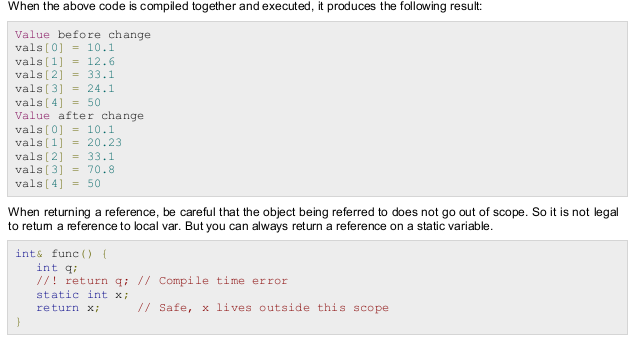 When the above code is compiled together and executed, it produces the following result:
Value before change
vals[0] = 10.1
vals[1] = 12.6
vals[2] = 33.1
vals[3] = 24.1
vals[4] = 50
Value after change
vals[0] = 10.1
vals[1] = 20.23
vals[2] = 33.1
vals[3] = 70.8
vals[4] = 50
When returning a reference, be careful that the object being referred to does not go out of scope. So it is not legal
to return a reference to local var. But you can always return a reference on a static variable.
int& func() {
   int q;
   //! return q; // Compile time error
   static int x;
   return x;     // Safe, x lives outside this scope
}